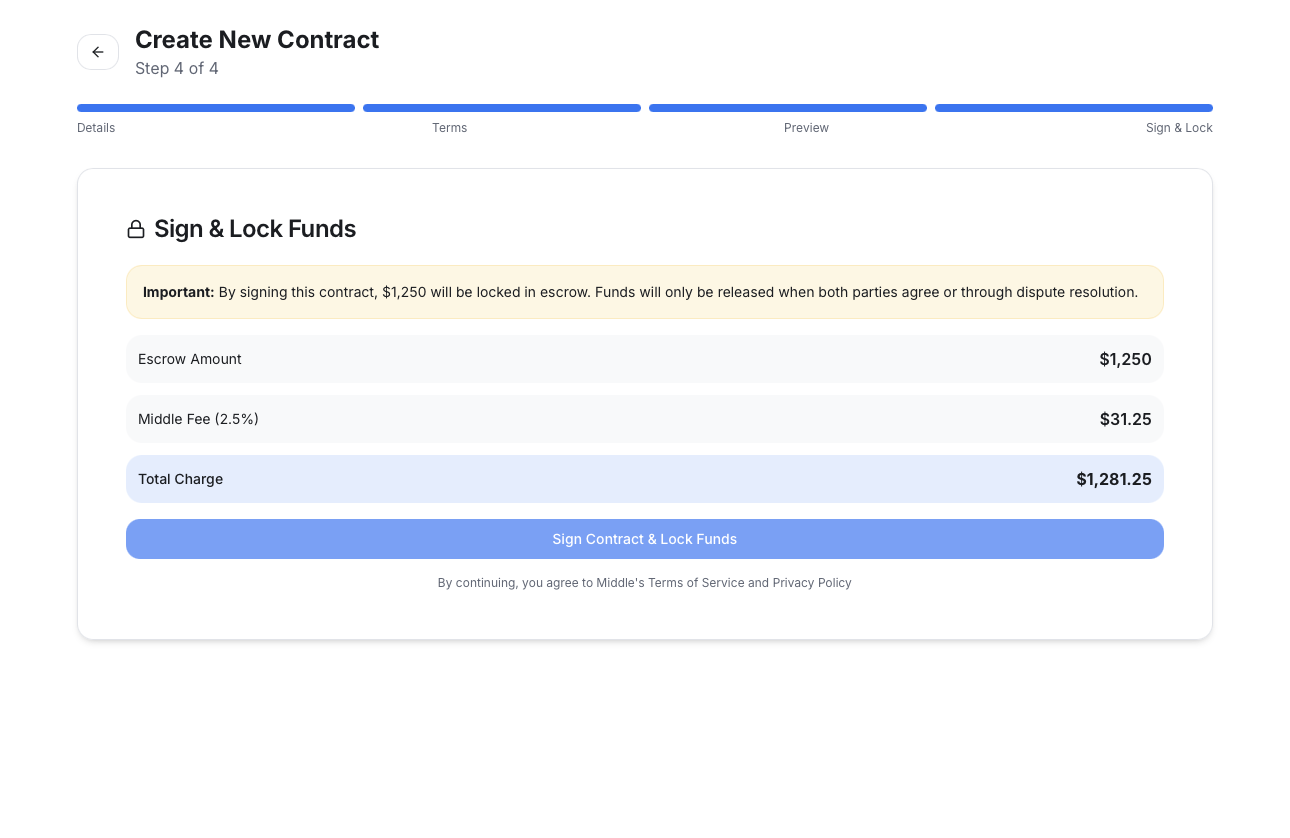 Create New Contract
Step 4 of 4
Details
Terms
Preview
Sign & Lock
Sign & Lock Funds
Important: By signing this contract, $1,250 will be locked in escrow. Funds will only be released when both parties agree or through dispute resolution.
Escrow Amount
$1,250
Middle Fee (2.5%)
$31.25
Total Charge
$1,281.25
Sign Contract & Lock Funds
By continuing, you agree to Middle's Terms of Service and Privacy Policy